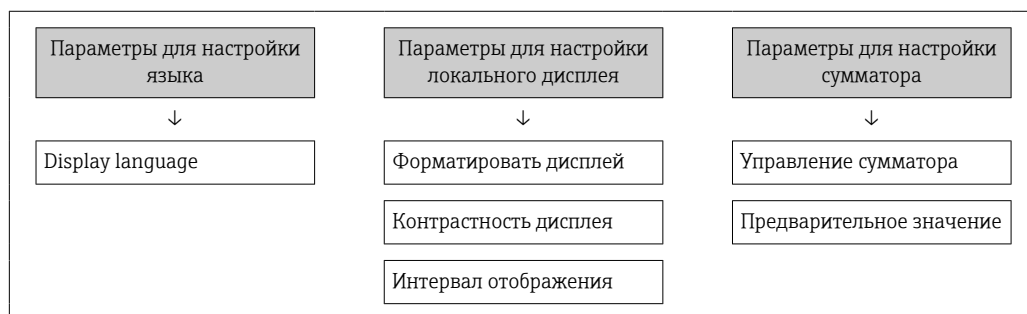 Параметры для настройки
языка
↓
Display language
Параметры для настройки
локального дисплея
↓
Форматировать дисплей
Контрастность дисплея
Интервал отображения
Параметры для настройки
сумматора
↓
Управление сумматора
Предварительное значение